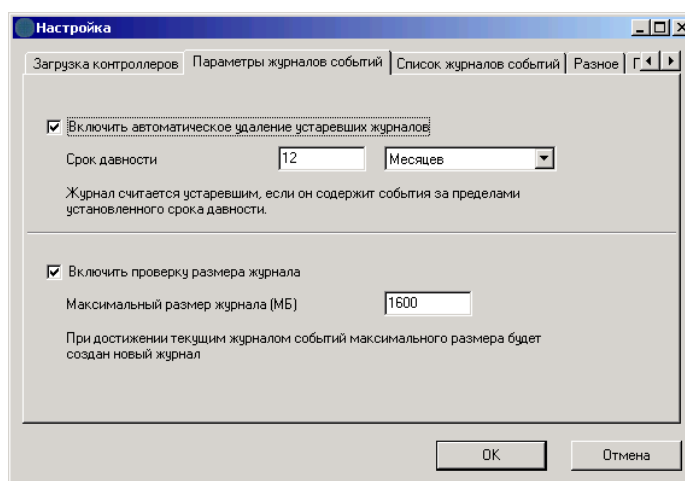 Настройка
Загрузка контроллеров Параметры журналов событий Список журналов событий Разное
Включить автоматическое удаление устаревших журналов
Срок давности 12 Месяцев
Журнал считается устаревшим, если он содержит события за пределами
установленного срока давности.
Включить проверку размера журнала
Максимальный размер журнала (МБ) 1600
При достижении текущим журналом событий максимального размера будет
создан новый журнал
OK Отмена